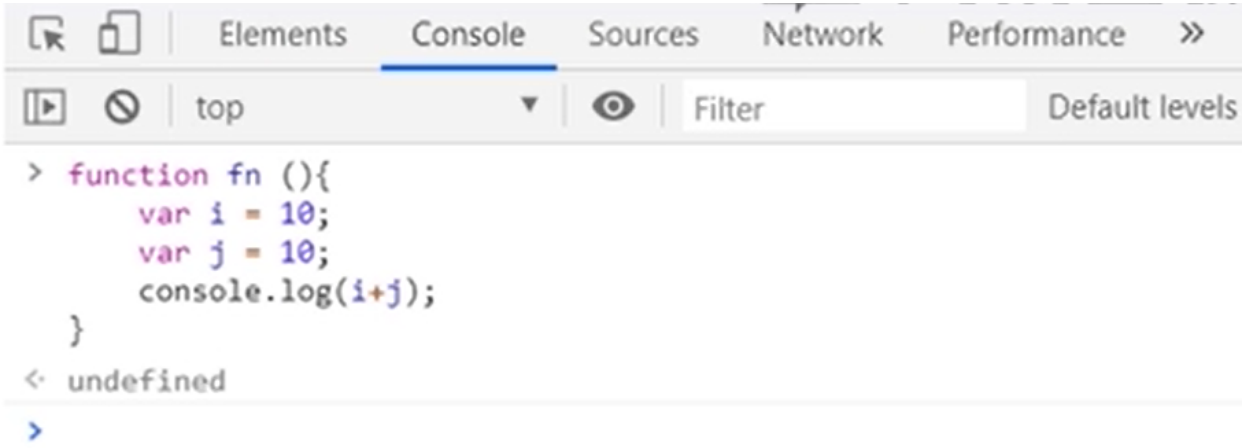 Elements Console Sources Network Performance »
top ▼ Filter Default levels
> function fn (){
var i = 10;
var j = 10;
console.log(i+j);
}
<· undefined
>